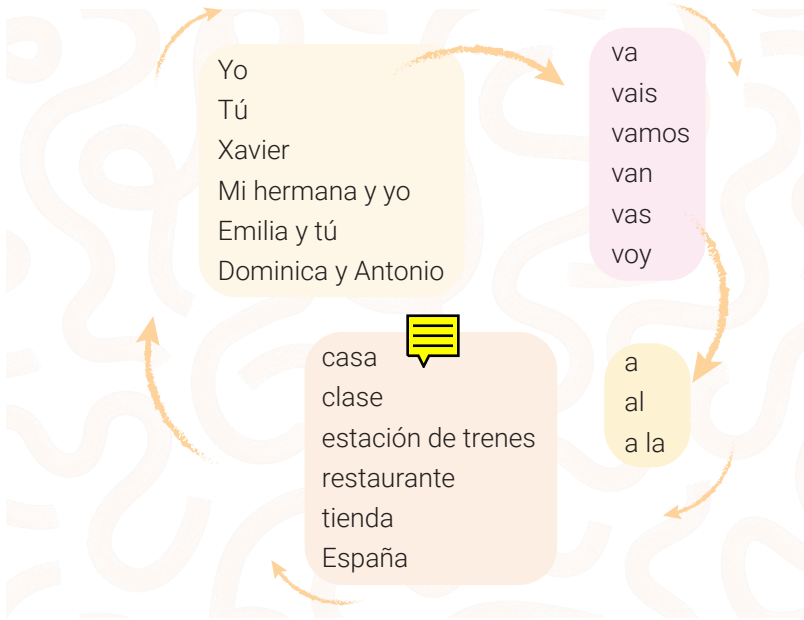 Yo
Tú
Xavier
Mi hermana y yo
Emilia y tú
Dominica y Antonio
va
vais
vamos
van
vas
voy
a
al
a la
casa
clase
estación de trenes
restaurante
tienda
España